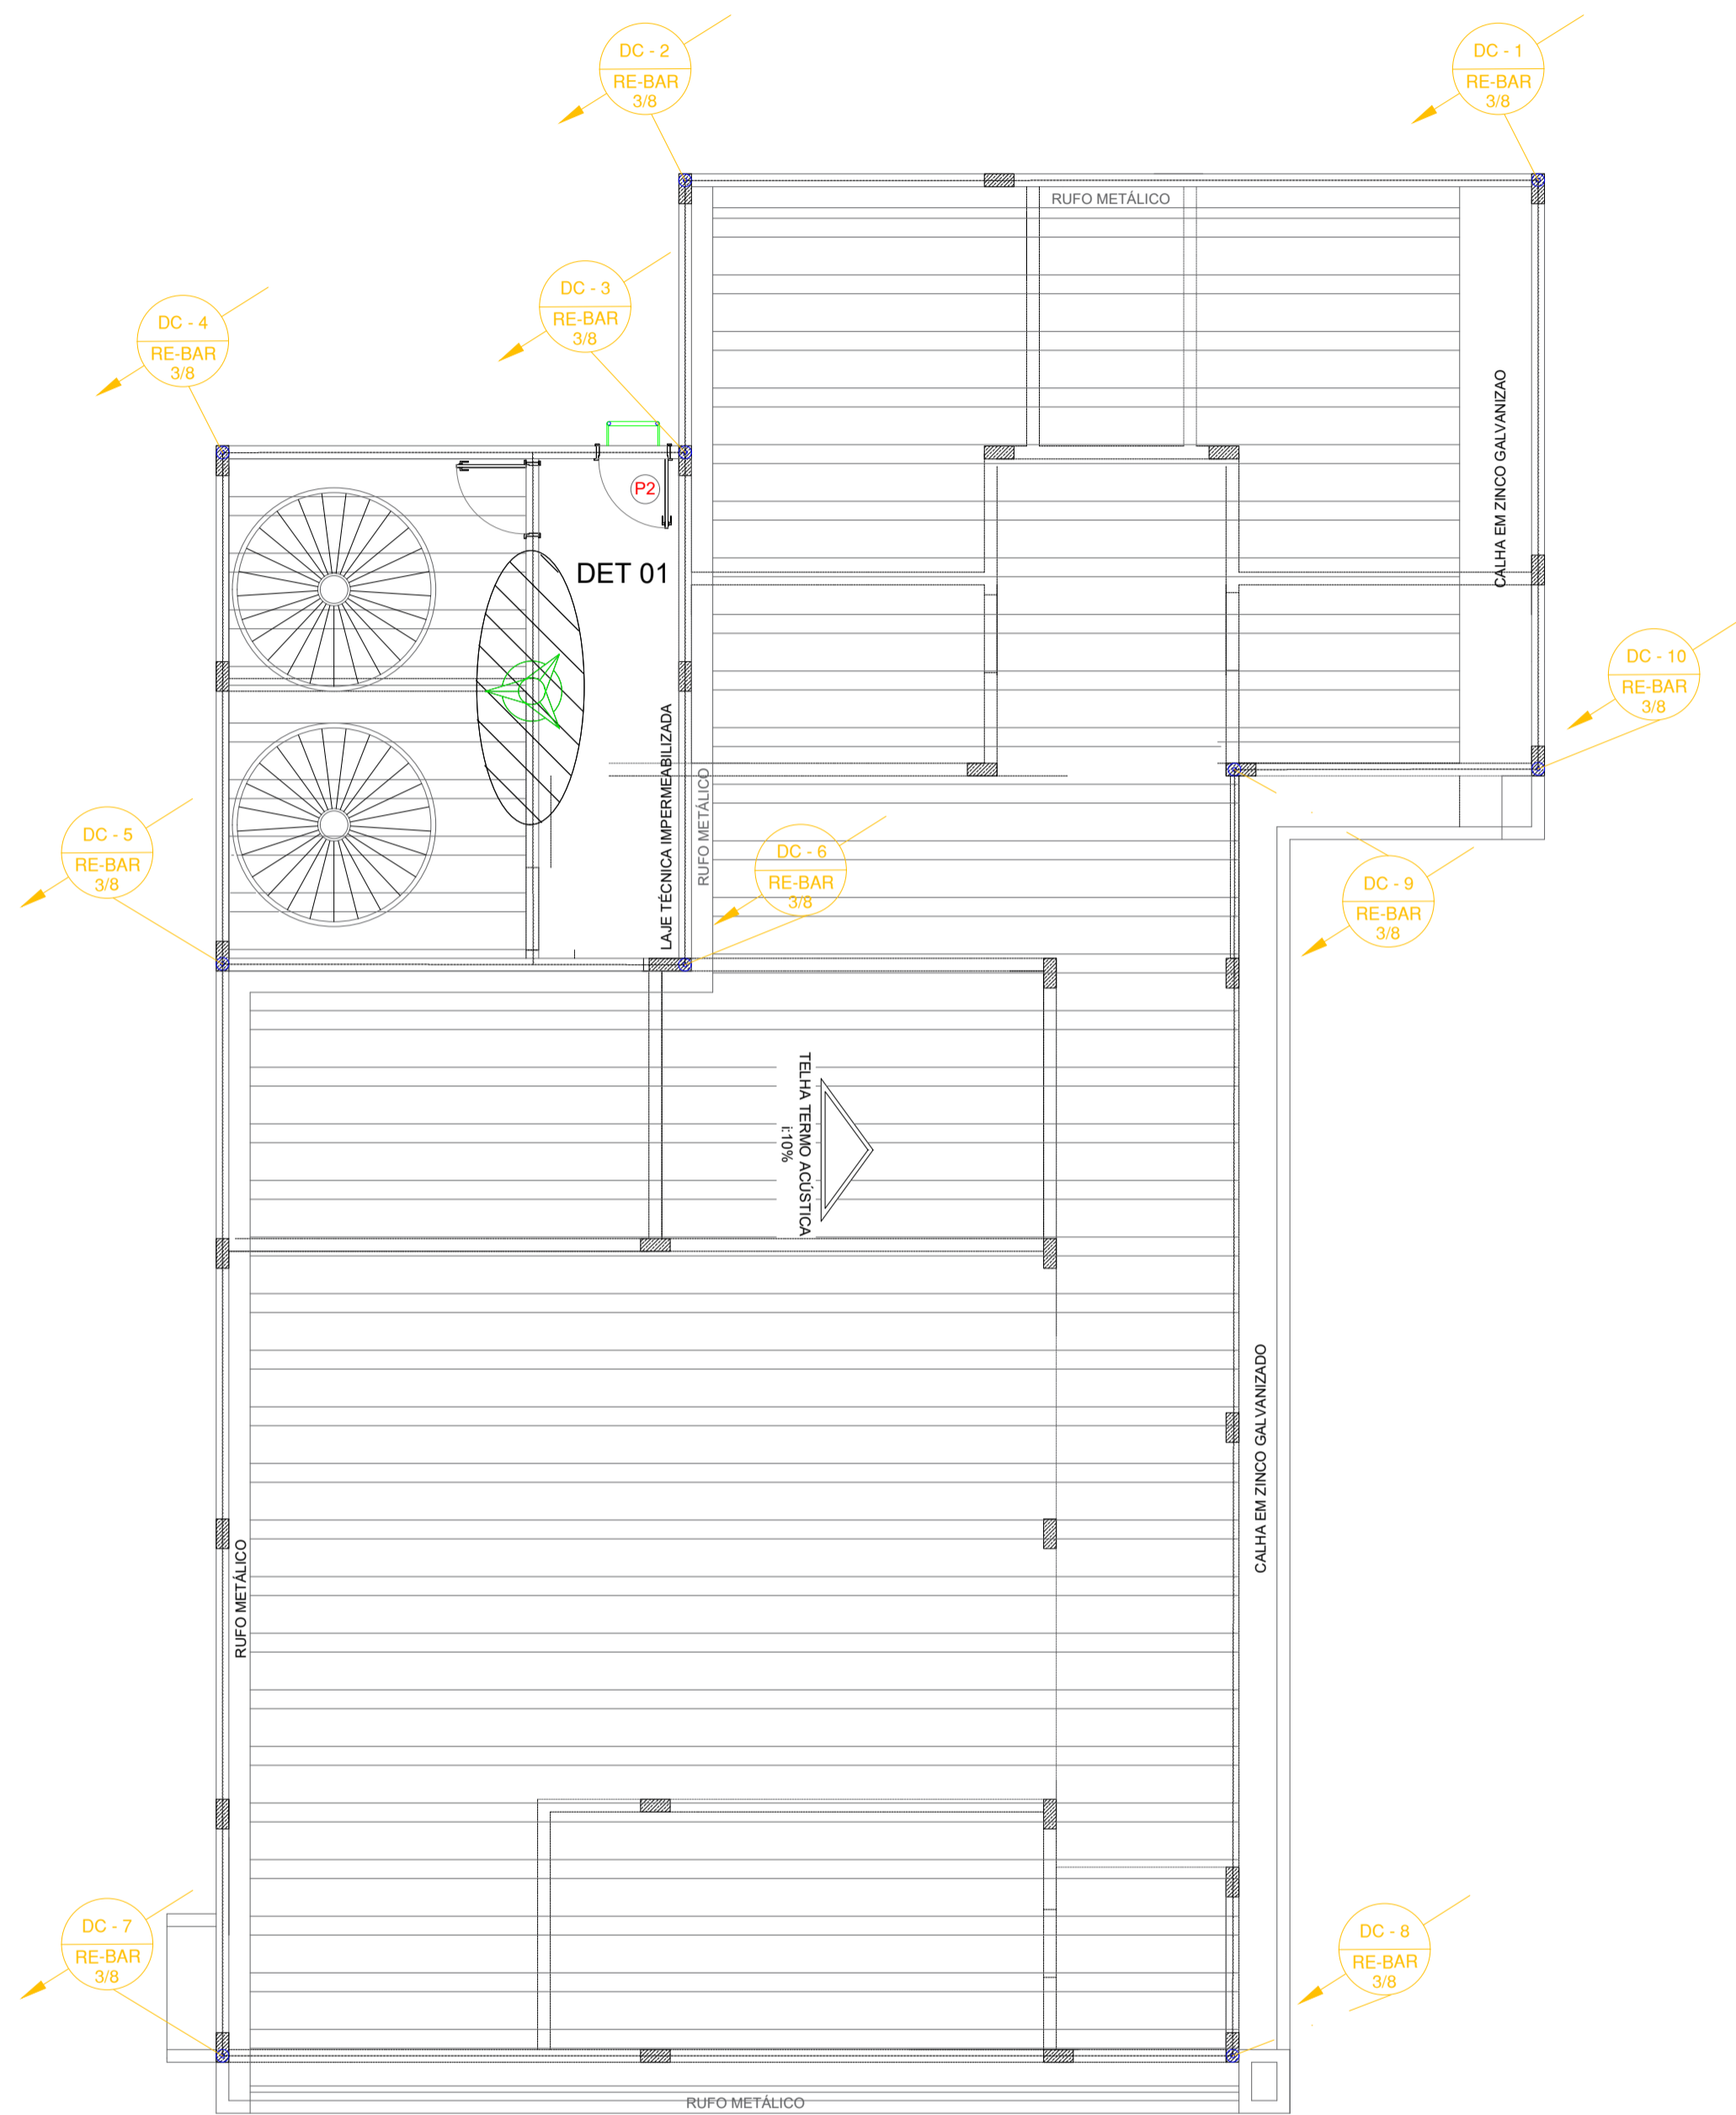 DC - 2
RE-BAR
3/8
DC - 1
RE-BAR
3/8
RUFO METÁLICO
DC - 3
RE-BAR
3/8
DC - 4
RE-BAR
3/8
CALHA EM ZINCO GALVANIZAO
P2
DET 01
DC - 10
RE-BAR
3/8
LAJE TÉCNICA IMPERMEABILIZADA
RUFO METÁLICO
DC - 5
RE-BAR
3/8
DC - 6
RE-BAR
3/8
DC - 9
RE-BAR
3/8
TELHA TERMO ACÚSTICA
i:10%
CALHA EM ZINCO GALVANIZADO
RUFO METÁLICO
DC - 7
RE-BAR
3/8
DC - 8
RE-BAR
3/8
RUFO METÁLICO